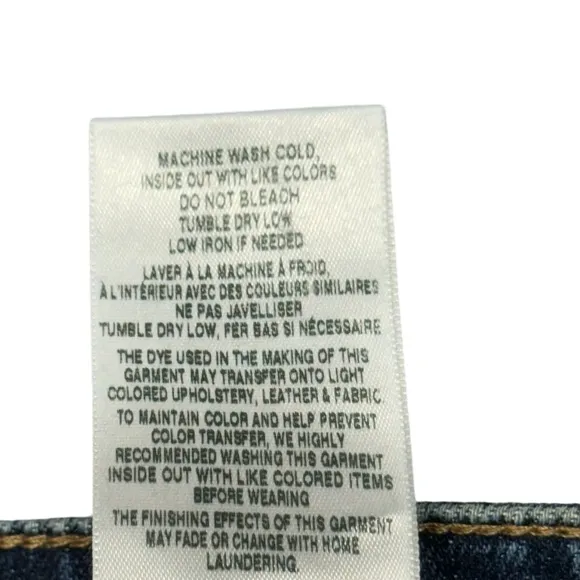 MACHINE WASH COLD,
INSIDE OUT WITH LIKE COLORS
DO NOT BLEACH
TUMBLE DRY LOW
LOW IRON IF NEEDED
LAVER À LA MACHINE À FROID,
À L'INTÉRIEUR AVEC DES COULEURS SIMILAIRES
NE PAS JAVELLISER
TUMBLE DRY LOW, FER BAS SI NÉCESSAIRE
THE DYE USED IN THE MAKING OF THIS
GARMENT MAY TRANSFER ONTO LIGHT
COLORED UPHOLSTERY, LEATHER & FABRIC.
TO MAINTAIN COLOR AND HELP PREVENT
COLOR TRANSFER, WE HIGHLY
RECOMMENDED WASHING THIS GARMENT
INSIDE OUT WITH LIKE COLORED ITEMS
BEFORE WEARING
THE FINISHING EFFECTS OF THIS GARMENT
MAY FADE OR CHANGE WITH HOME
LAUNDERING.